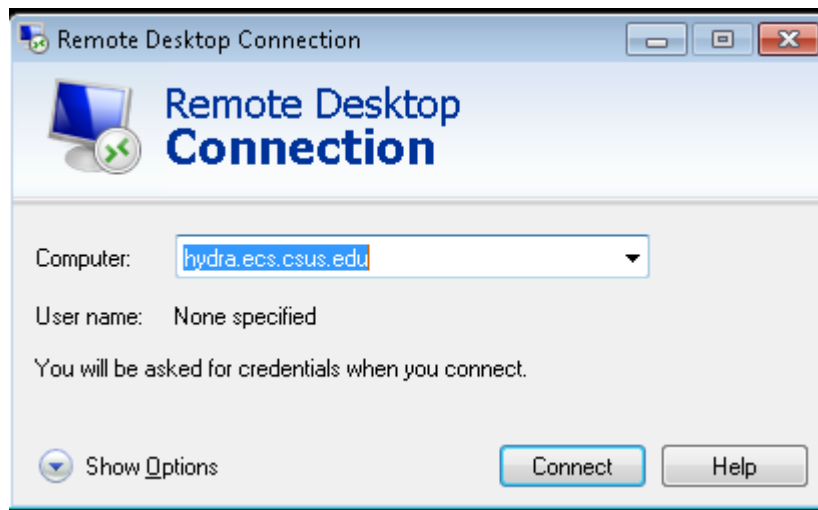 Remote Desktop Connection
Remote Desktop
Connection
Computer: hydra.ecs.csus.edu
User name: None specified
You will be asked for credentials when you connect.
Show Options Connect Help